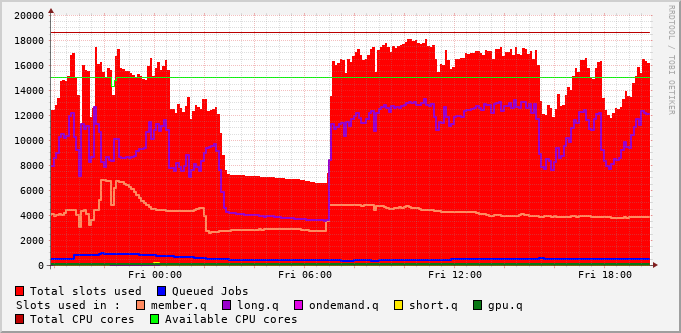 20000
18000
16000
14000
12000
10000
8000
6000
4000
2000
0
Fri 00:00 Fri 06:00 Fri 12:00 Fri 18:00
Total slots used Queued Jobs
Slots used in : member.q long.q ondemand.q short.q gpu.q
Total CPU cores Available CPU cores
RRDTOOL / TOBI OETIKER